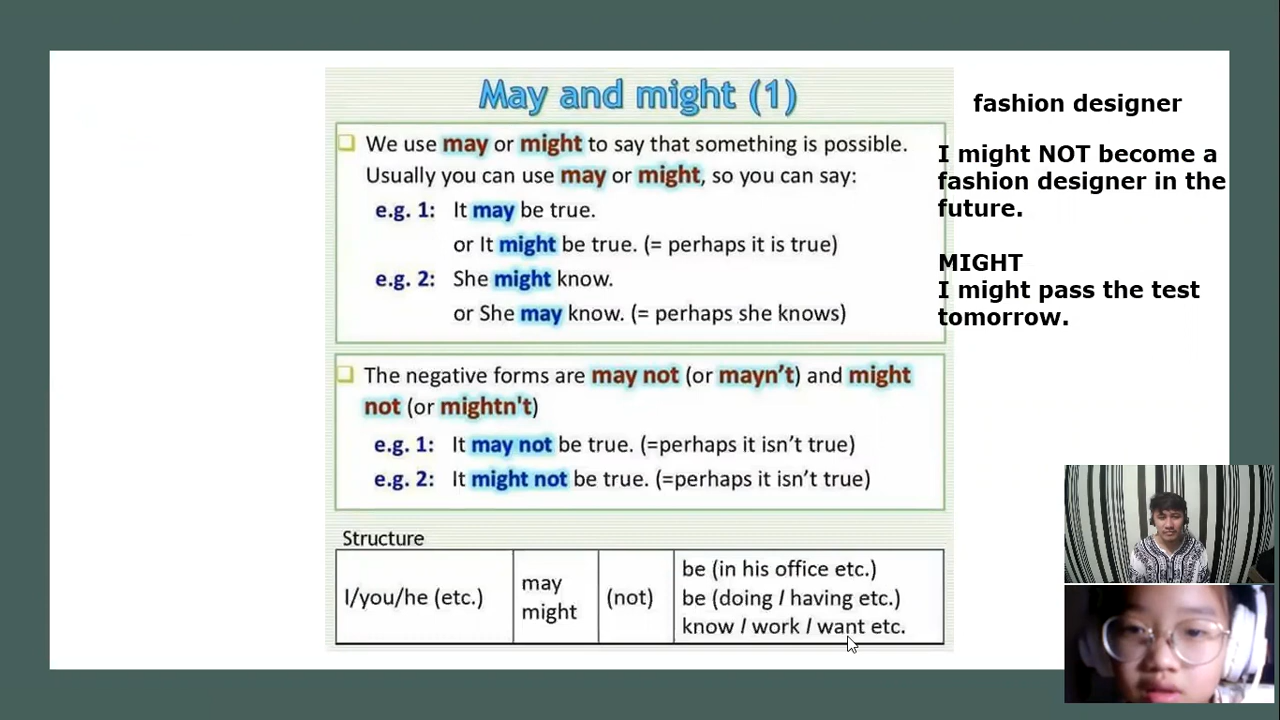 May and might (1)
We use may or might to say that something is possible.
Usually you can use may or might, so you can say:
e.g. 1: It may be true.
or It might be true. (= perhaps it is true)
e.g. 2: She might know.
or She may know. (= perhaps she knows)
The negative forms are may not (or mayn't) and might
not (or mightn't)
e.g. 1: It may not be true. (=perhaps it isn't true)
e.g. 2: It might not be true. (=perhaps it isn't true)
Structure
I/you/he (etc.)
may
might
(not)
be (in his office etc.)
be (doing / having etc.)
know / work / want etc.
fashion designer
I might NOT become a
fashion designer in the
future.
MIGHT
I might pass the test
tomorrow.